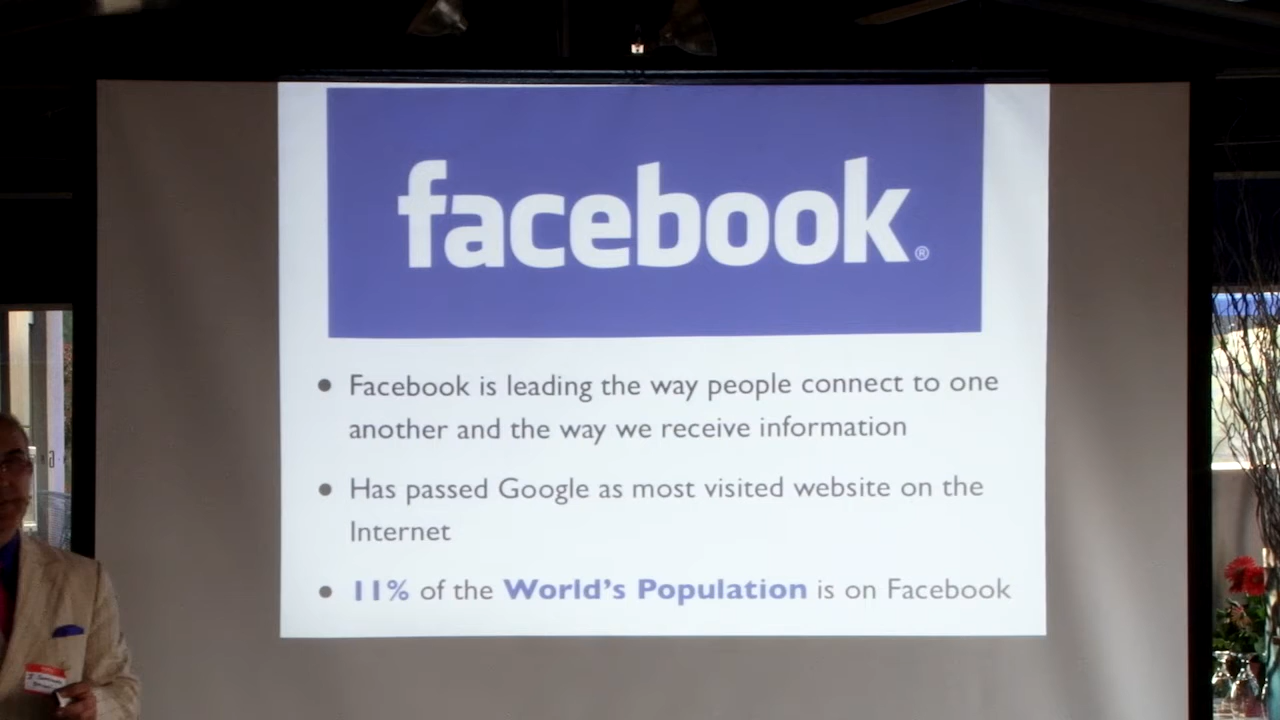 facebook®
• Facebook is leading the way people connect to one
another and the way we receive information
• Has passed Google as most visited website on the
Internet
• 11% of the World's Population is on Facebook